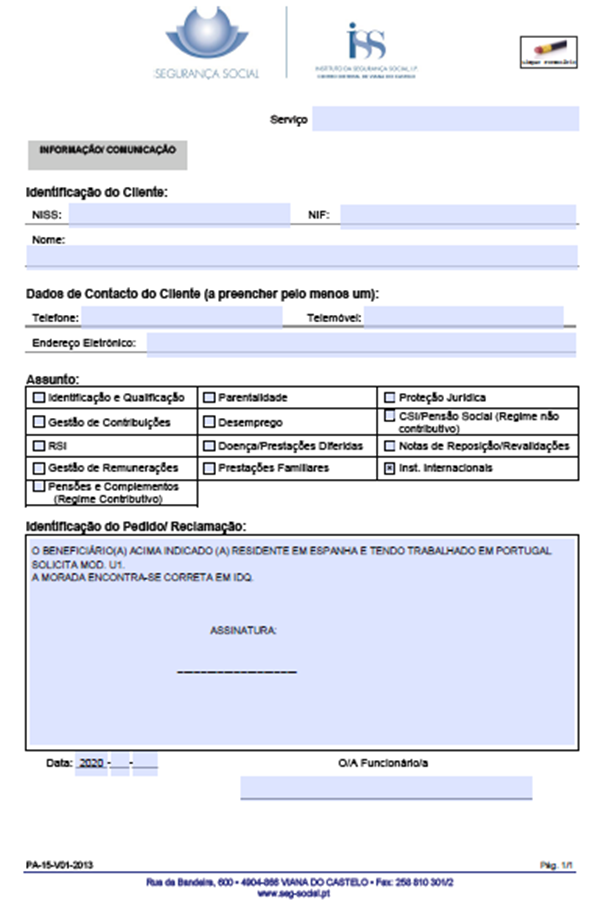 SEGURANÇA SOCIAL
ISS
INSTITUTO DA SEGURANÇA SOCIAL, I.P.
CENTRO DISTRITAL DE VIANA DO CASTELO
Limpar formulário
Serviço
INFORMAÇÃO/ COMUNICAÇÃO
Identificação do Cliente:
NISS: NIF:
Nome:
Dados de Contacto do Cliente (a preencher pelo menos um):
Telefone: Telemóvel:
Endereço Eletrónico:
Assunto:
Identificação e Qualificação Parentalidade Proteção Jurídica
Gestão de Contribuições Desemprego CSI/Pensão Social (Regime não
contributivo)
RSI Doença/Prestações Diferidas Notas de Reposição/Revalidações
Gestão de Remunerações Prestações Familiares Inst. Internacionais
Pensões e Complementos
(Regime Contributivo)
Identificação do Pedido/ Reclamação:
O BENEFICIÁRIO(A) ACIMA INDICADO (A) RESIDENTE EM ESPANHA E TENDO TRABALHADO EM PORTUGAL
SOLICITA MOD. U1.
A MORADA ENCONTRA-SE CORRETA EM IDQ.
ASSINATURA:
Data: 2020 - - O/A Funcionário/a
PA-15-V01-2013 Pág. 1/1
Rua da Bandeira, 600 • 4904-866 VIANA DO CASTELO • Fax: 258 810 301/2
www.seg-social.pt